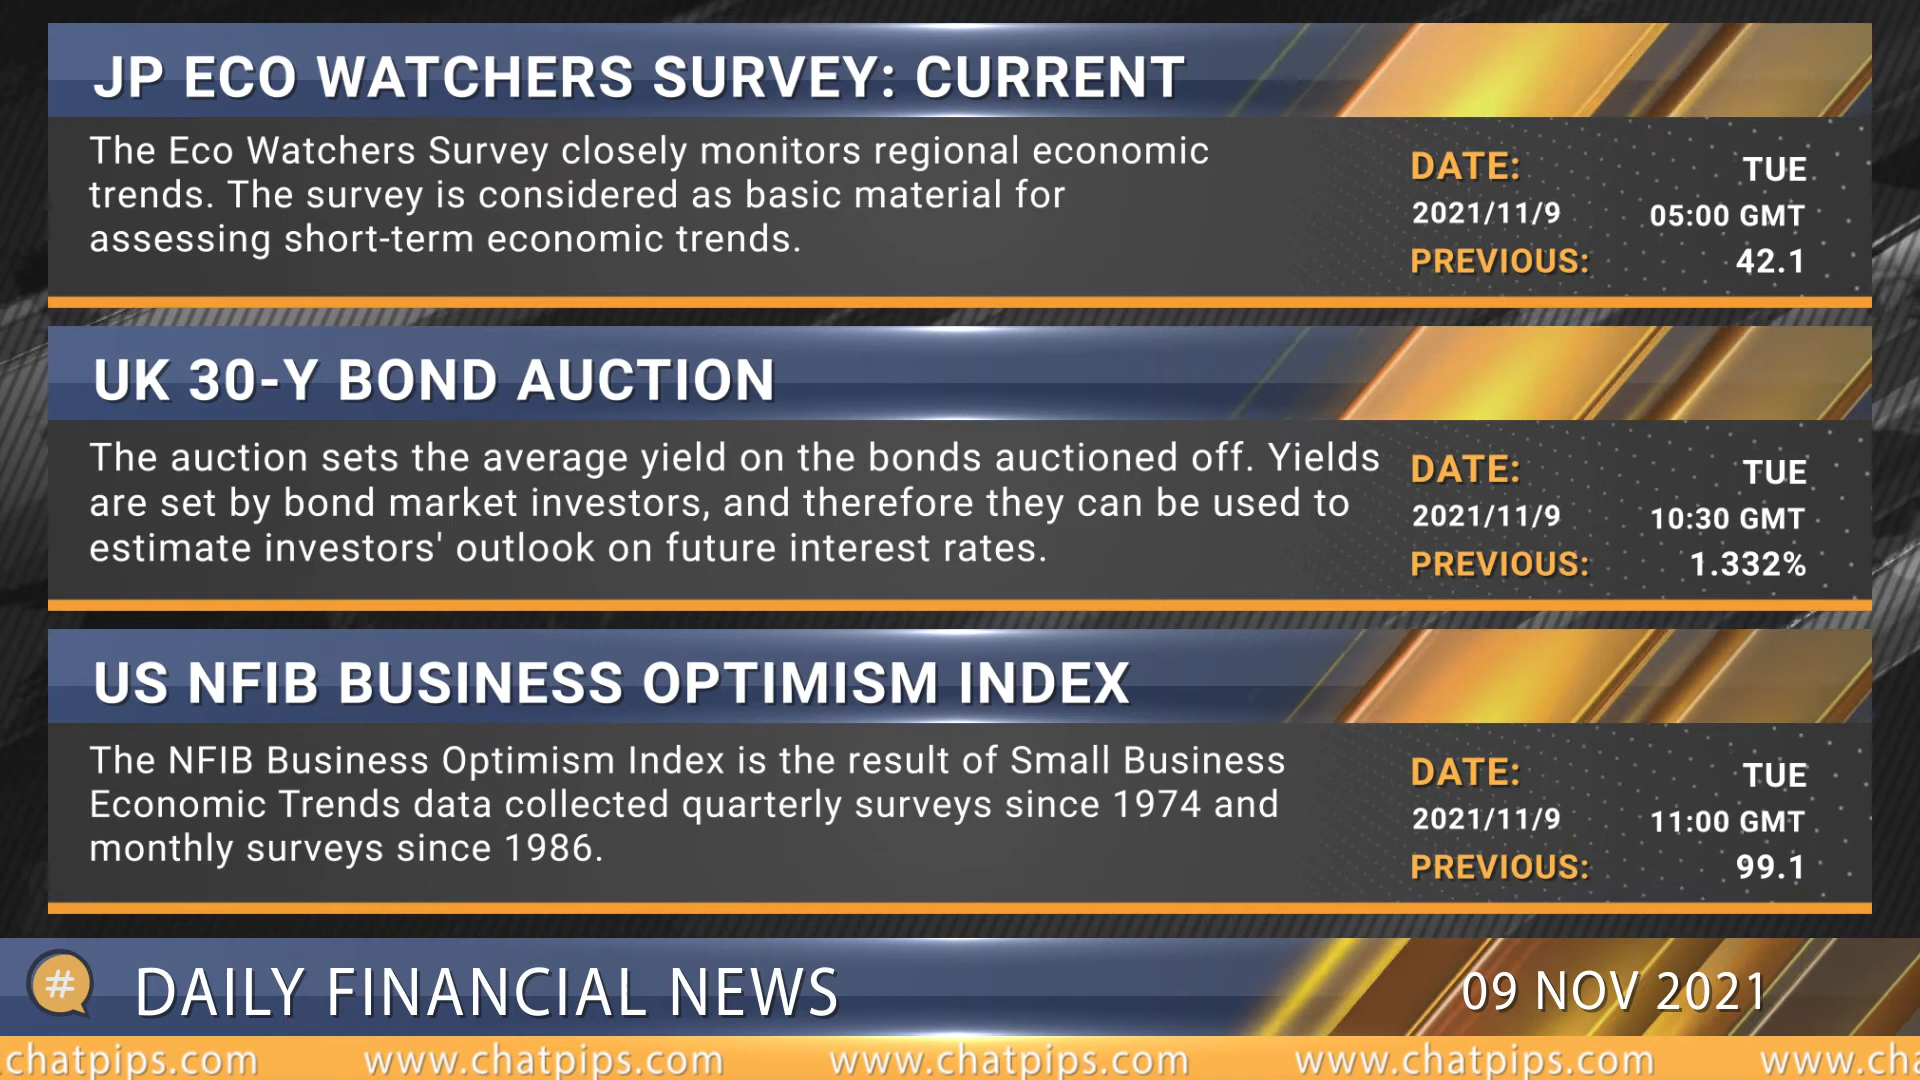 JP ECO WATCHERS SURVEY: CURRENT
The Eco Watchers Survey closely monitors regional economic
trends. The survey is considered as basic material for
assessing short-term economic trends.
DATE: TUE
2021/11/9 05:00 GMT
PREVIOUS: 42.1
UK 30-Y BOND AUCTION
The auction sets the average yield on the bonds auctioned off. Yields
are set by bond market investors, and therefore they can be used to
estimate investors' outlook on future interest rates.
DATE: TUE
2021/11/9 10:30 GMT
PREVIOUS: 1.332%
US NFIB BUSINESS OPTIMISM INDEX
The NFIB Business Optimism Index is the result of Small Business
Economic Trends data collected quarterly surveys since 1974 and
monthly surveys since 1986.
DATE: TUE
2021/11/9 11:00 GMT
PREVIOUS: 99.1
# DAILY FINANCIAL NEWS 09 NOV 2021
chatpips.com www.chatpips.com www.chatpips.com www.chatpips.com www.cha